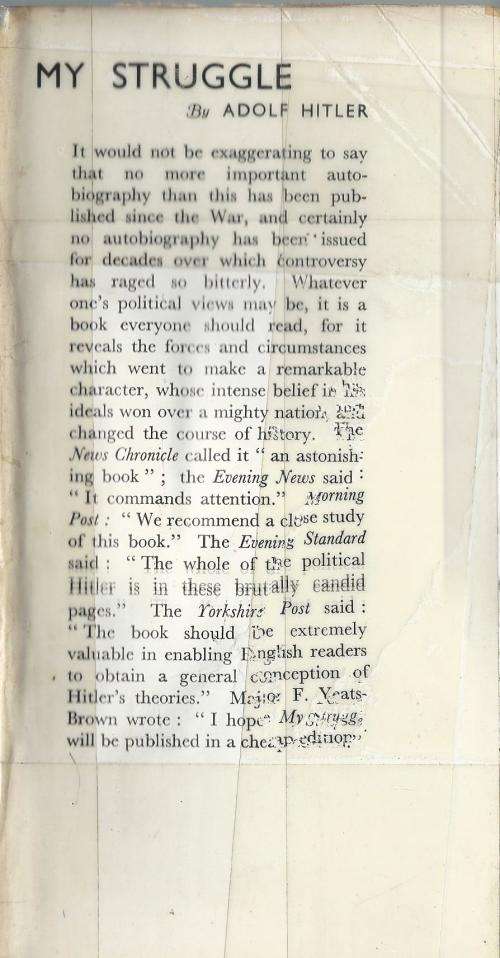 MY STRUGGLE
By ADOLF HITLER
It would not be exaggerating to say
that no more important auto-
biography than this has been pub-
lished since the War, and certainly
no autobiography has been issued
for decades over which controversy
has raged so bitterly. Whatever
one's political views may be, it is a
book everyone should read, for it
reveals the forces and circumstances
which went to make a remarkable
character, whose intense belief in his
ideals won over a mighty nation, and
changed the course of history. The
News Chronicle called it “ an astonish-
ing book ” ; the Evening News said :
“ It commands attention.” Morning
Post : “ We recommend a close study
of this book.” The Evening Standard
said : “ The whole of the political
Hitler is in these brutally candid
pages.” The Yorkshire Post said :
“ The book should be extremely
valuable in enabling English readers
to obtain a general conception of
Hitler's theories.” Major F. Yeats-
Brown wrote : “ I hope My Struggle
will be published in a cheap edition.”